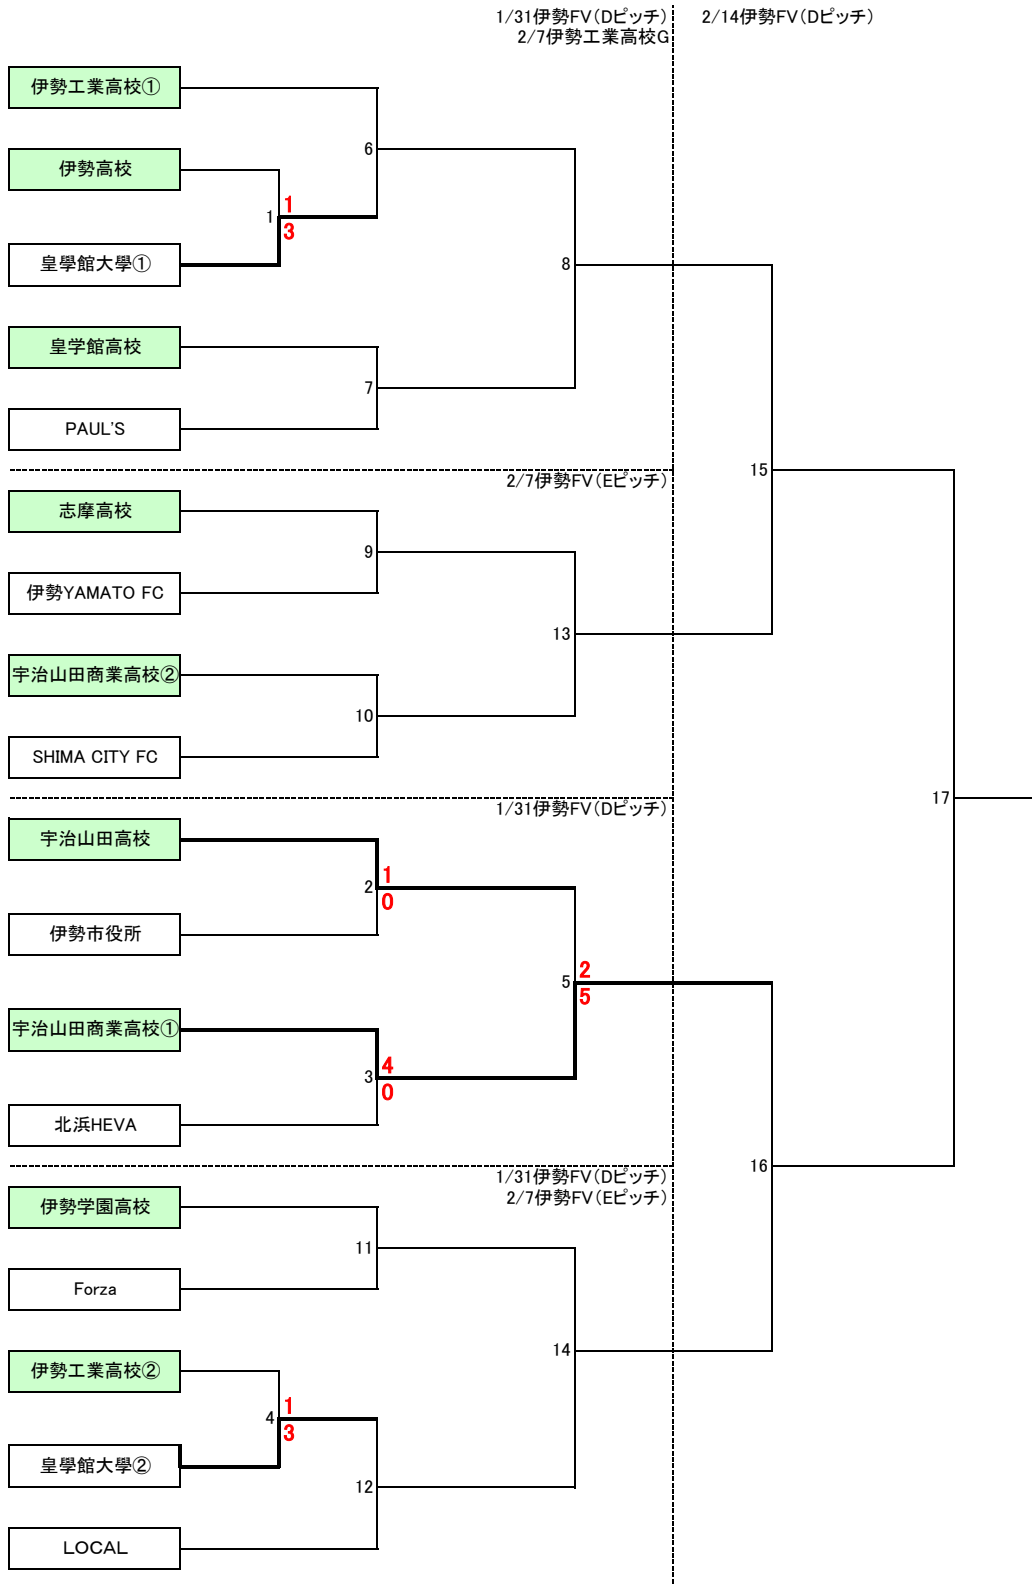 1/31伊勢FV(Dピッチ)
2/7伊勢工業高校G
2/14伊勢FV(Dピッチ)
伊勢工業高校①
6
伊勢高校
1
1
3
皇學館大學①
8
皇学館高校
7
PAUL'S
15
2/7伊勢FV(Eピッチ)
志摩高校
9
伊勢YAMATO FC
13
宇治山田商業高校②
10
SHIMA CITY FC
17
1/31伊勢FV(Dピッチ)
宇治山田高校
2
1
0
伊勢市役所
5
2
5
宇治山田商業高校①
3
4
0
北浜HEVA
16
1/31伊勢FV(Dピッチ)
2/7伊勢FV(Eピッチ)
伊勢学園高校
11
Forza
14
伊勢工業高校②
4
1
3
皇學館大學②
12
LOCAL